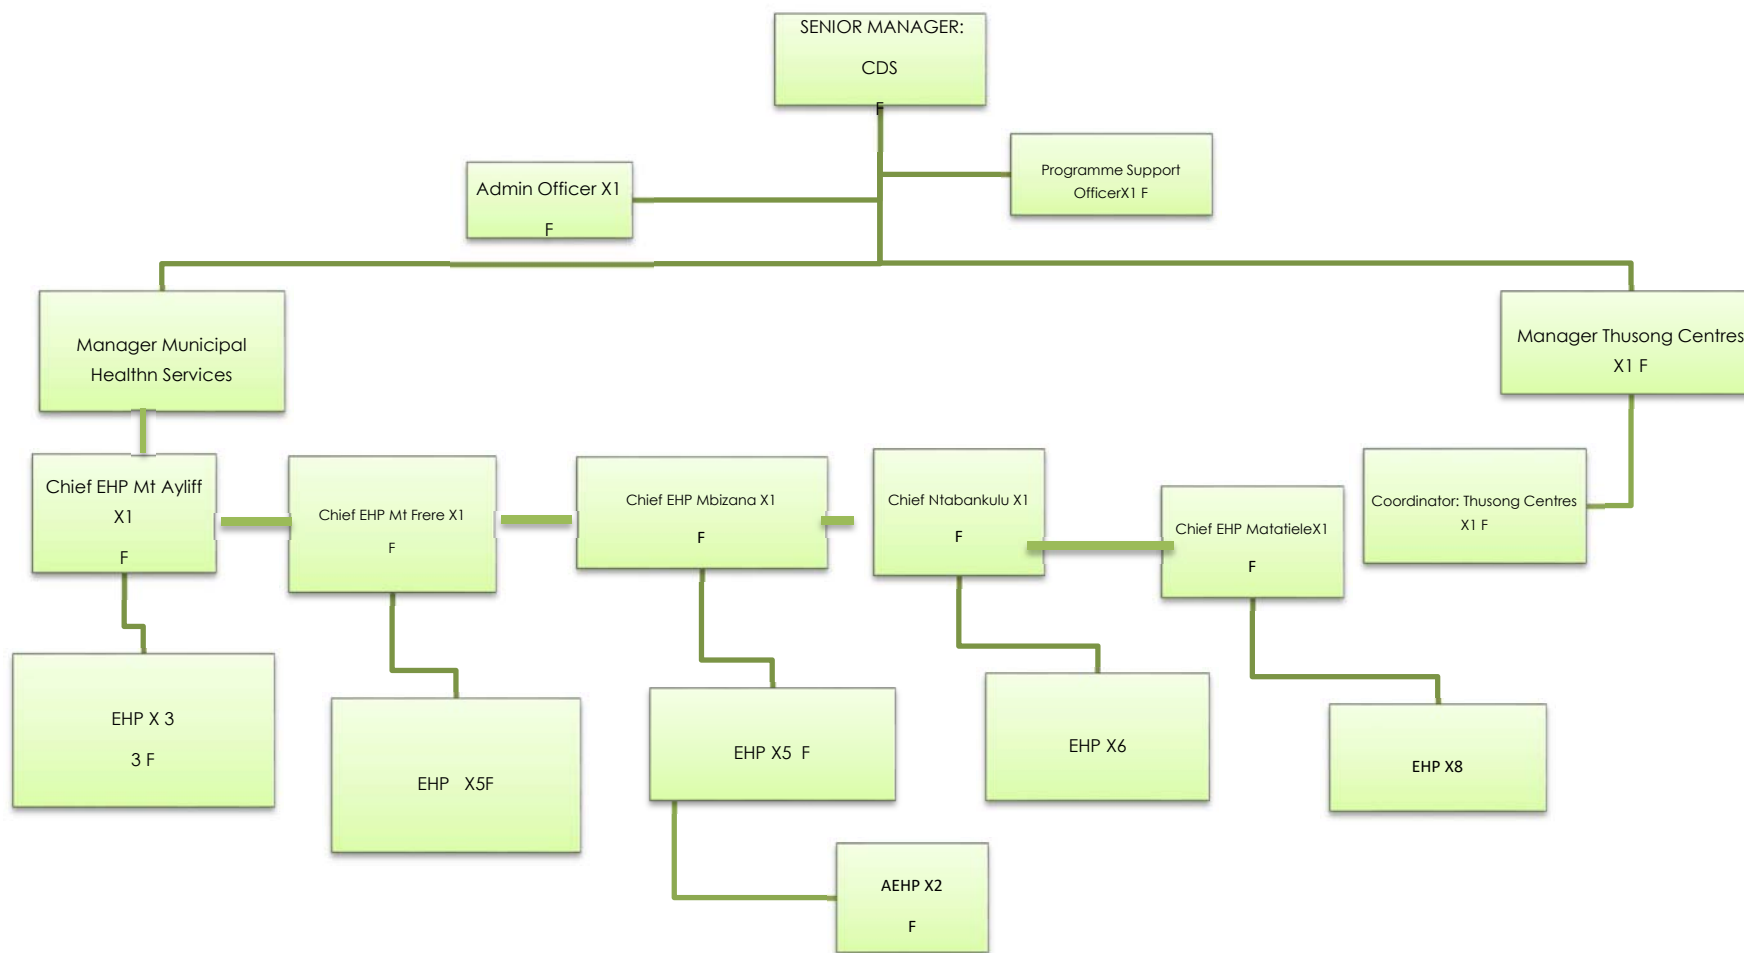 SENIOR MANAGER:
CDS
F
Admin Officer X1
F
Programme Support
OfficerX1 F
Manager Municipal
Healthn Services
Manager Thusong Centres
X1 F
Chief EHP Mt Ayliff
X1
F
Chief EHP Mt Frere X1
F
Chief EHP Mbizana X1
F
Chief Ntabankulu X1
F
Chief EHP MatatieleX1
F
Coordinator: Thusong Centres
X1 F
EHP X 3
3 F
EHP X5F
EHP X5 F
EHP X6
EHP X8
AEHP X2
F